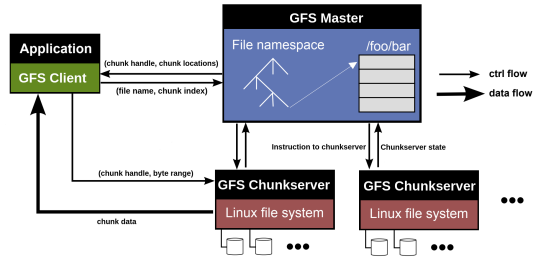 GFS Master
Application
GFS Client
File namespace
/foo/bar
(chunk handle, chunk locations)
(file name, chunk index)
ctrl flow
data flow
Instruction to chunkserver
Chunkserver state
(chunk handle, byte range)
GFS Chunkserver
Linux file system
GFS Chunkserver
Linux file system
chunk data